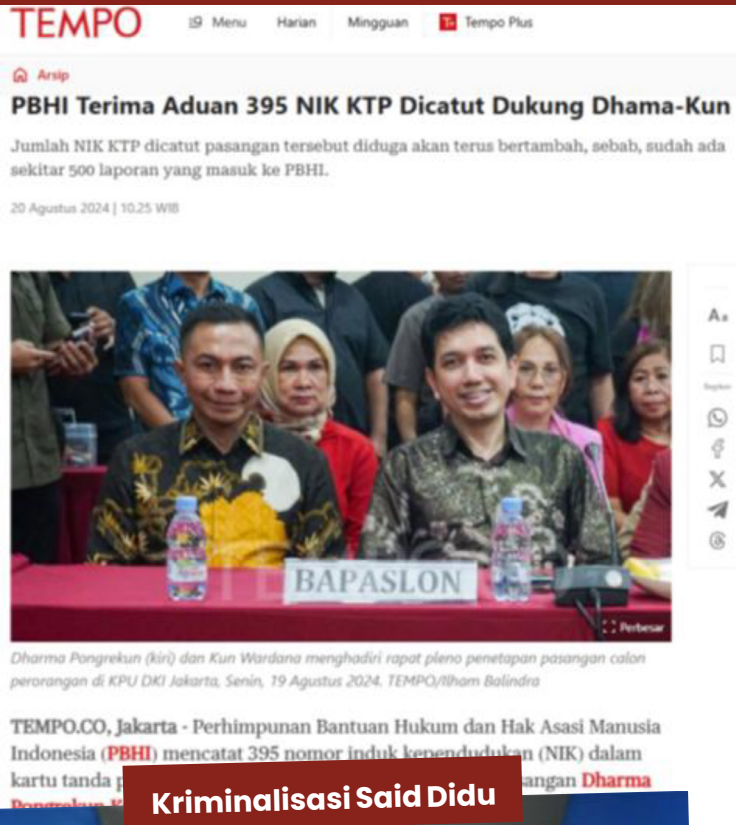 TEMPO
Menu Harian Mingguan T+ Tempo Plus
Arsip
PBHI Terima Aduan 395 NIK KTP Dicatut Dukung Dhama-Kun
Jumlah NIK KTP dicatut pasangan tersebut diduga akan terus bertambah, sebab, sudah ada
sekitar 500 laporan yang masuk ke PBHI.
20 Agustus 2024 | 10.25 WIB
Aa
BAPASLON
Perbesar
Dharma Pongrekun (kiri) dan Kun Wardana menghadiri rapat pleno penetapan pasangan calon
perorangan di KPU DKI Jakarta, Senin, 19 Agustus 2024. TEMPO/Ilham Balindra
TEMPO.CO, Jakarta - Perhimpunan Bantuan Hukum dan Hak Asasi Manusia
Indonesia (PBHI) mencatat 395 nomor induk kependudukan (NIK) dalam
kartu tanda Dharma
Pongrekun
Kriminalisasi Said Didu